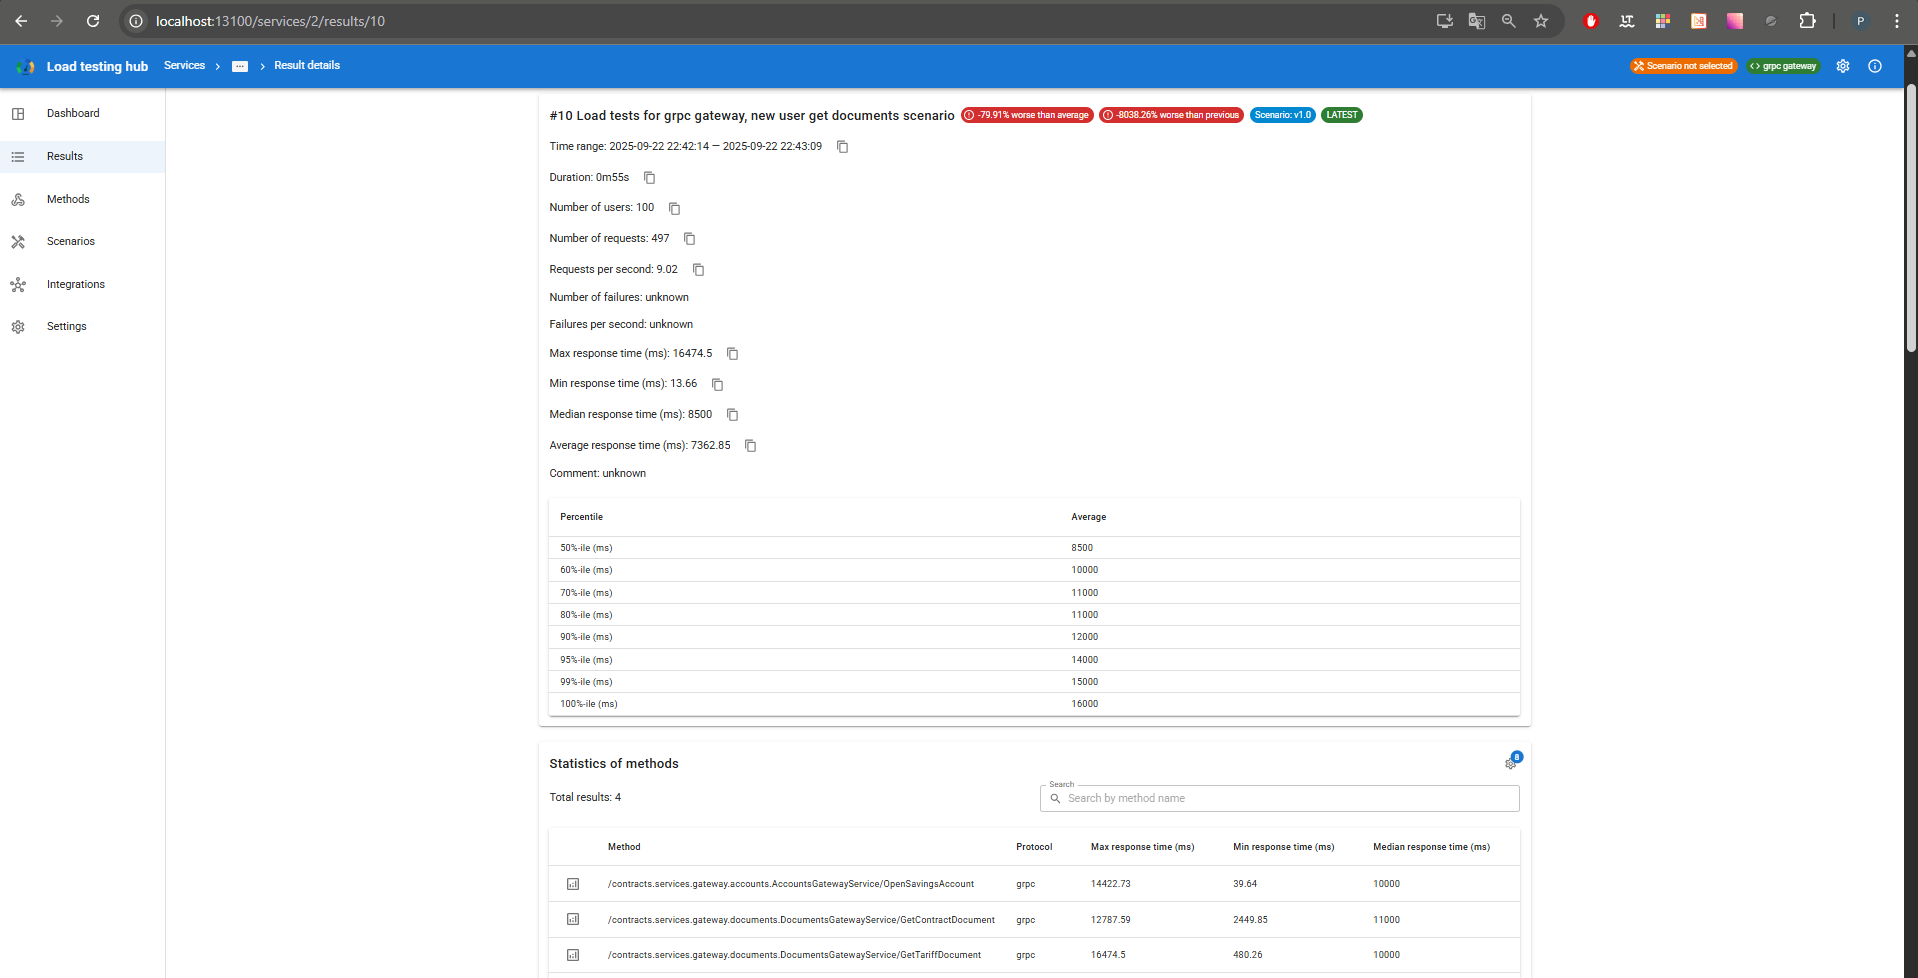 localhost:13100/services/2/results/10
P
Load testing hub
Services
Result details
Scenario not selected
grpc gateway
Dashboard
Results
Methods
Scenarios
Integrations
Settings
#10 Load tests for grpc gateway, new user get documents scenario
-79.91% worse than average
-8038.26% worse than previous
Scenario: v1.0
LATEST
Time range: 2025-09-22 22:42:14 — 2025-09-22 22:43:09
Duration: 0m55s
Number of users: 100
Number of requests: 497
Requests per second: 9.02
Number of failures: unknown
Failures per second: unknown
Max response time (ms): 16474.5
Min response time (ms): 13.66
Median response time (ms): 8500
Average response time (ms): 7362.85
Comment: unknown
Percentile Average
50%-ile (ms) 8500
60%-ile (ms) 10000
70%-ile (ms) 11000
80%-ile (ms) 11000
90%-ile (ms) 12000
95%-ile (ms) 14000
99%-ile (ms) 15000
100%-ile (ms) 16000
Statistics of methods
8
Total results: 4
Search
Search by method name
Method Protocol Max response time (ms) Min response time (ms) Median response time (ms)
/contracts.services.gateway.accounts.AccountsGatewayService/OpenSavingsAccount grpc 14422.73 39.64 10000
/contracts.services.gateway.documents.DocumentsGatewayService/GetContractDocument grpc 12787.59 2449.85 11000
/contracts.services.gateway.documents.DocumentsGatewayService/GetTariffDocument grpc 16474.5 480.26 10000